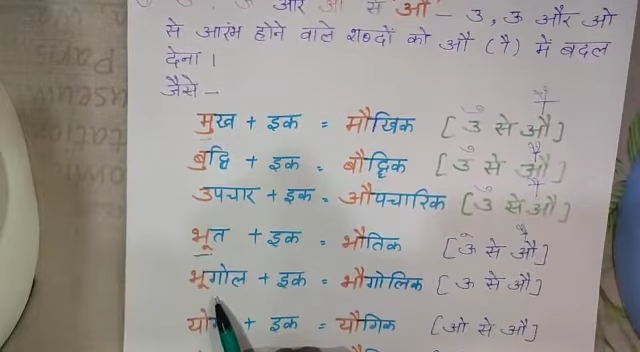 और ओ से औ – उ, ऊ और ओ
से आरंभ होने वाले शब्दों को औ (ौ) में बदल
देना ।
जैसे –
मुख + इक = मौखिक [उ से औ]
बुद्धि + इक = बौद्धिक [उ से औ]
उपचार + इक = औपचारिक [उ से औ]
भूत + इक = भौतिक [ऊ से औ]
भूगोल + इक = भौगोलिक [ऊ से औ]
+ इक = यौगिक [ओ से औ]